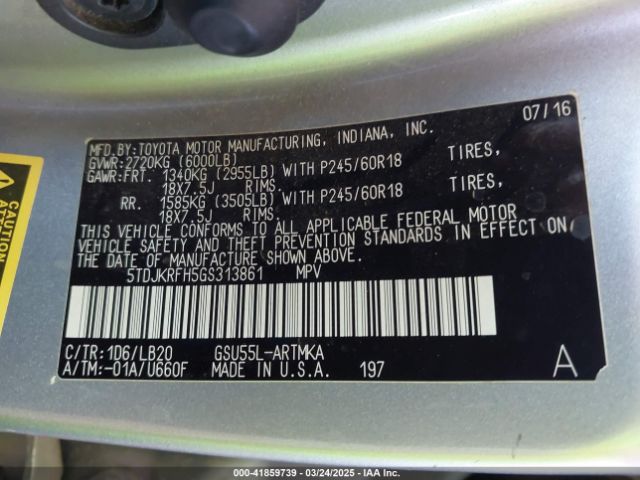 MFD.BY:TOYOTA MOTOR MANUFACTURING, INDIANA, INC. 07/16
GVWR:2720KG (6000LB)
GAWR:FRT. 1340KG (2955LB) WITH P245/60R18 TIRES,
18X7.5J RIMS.
RR. 1585KG (3505LB) WITH P245/60R18 TIRES,
18X7.5J RIMS.
THIS VEHICLE CONFORMS TO ALL APPLICABLE FEDERAL MOTOR
VEHICLE SAFETY AND THEFT PREVENTION STANDARDS IN EFFECT ON
THE DATE OF MANUFACTURE SHOWN ABOVE.
5TDJKRFH5GS313861 MPV
C/TR:1D6/LB20 GSU55L-ARTMKA
A/TM:-01A/U660F MADE IN U.S.A. 197 A
CAUTION
000-41859739 - 03/24/2025 - IAA Inc.